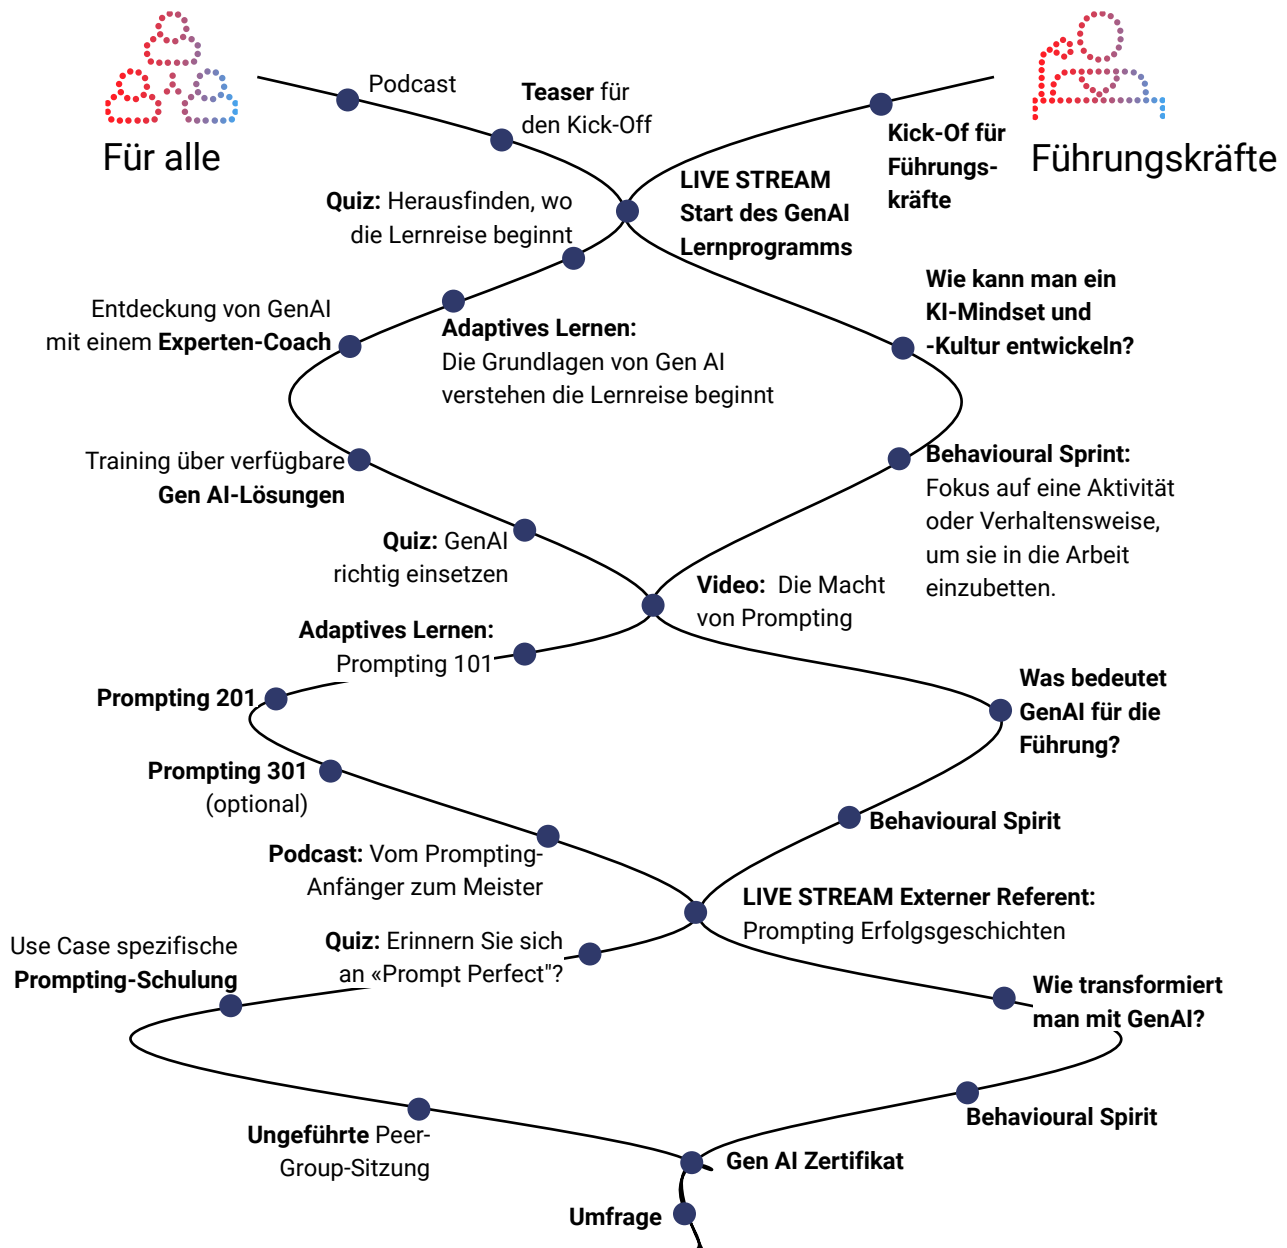 Podcast
Teaser für
den Kick-Off
Für alle
Kick-Of für
Führungs-
kräfte
Führungskräfte
LIVE STREAM
Start des GenAI
Lernprogramms
Quiz: Herausfinden, wo
die Lernreise beginnt
Wie kann man ein
KI-Mindset und
-Kultur entwickeln?
Entdeckung von GenAI
mit einem Experten-Coach
Adaptives Lernen:
Die Grundlagen von Gen AI
verstehen die Lernreise beginnt
Training über verfügbare
Gen AI-Lösungen
Behavioural Sprint:
Fokus auf eine Aktivität
oder Verhaltensweise,
um sie in die Arbeit
einzubetten.
Quiz: GenAI
richtig einsetzen
Video: Die Macht
von Prompting
Adaptives Lernen:
Prompting 101
Prompting 201
Was bedeutet
GenAI für die
Führung?
Prompting 301
(optional)
Behavioural Spirit
Podcast: Vom Prompting-
Anfänger zum Meister
LIVE STREAM Externer Referent:
Prompting Erfolgsgeschichten
Quiz: Erinnern Sie sich
an «Prompt Perfect"?
Use Case spezifische
Prompting-Schulung
Wie transformiert
man mit GenAI?
Behavioural Spirit
Ungeführte Peer-
Group-Sitzung
Gen AI Zertifikat
Umfrage